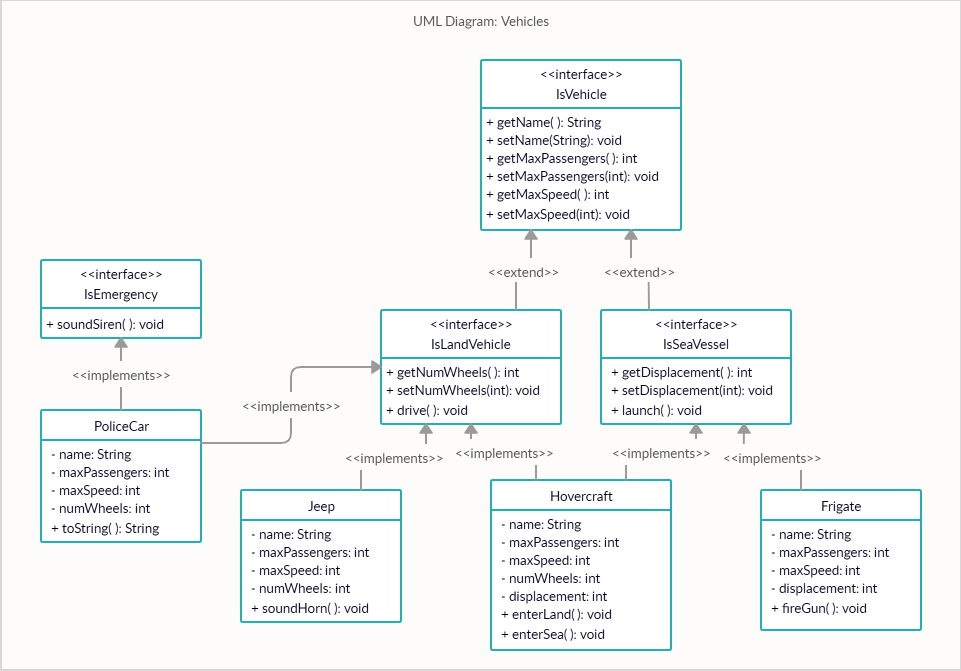 UML Diagram: Vehicles
<<interface>>
IsVehicle
+ getName( ): String
+ setName(String): void
+ getMaxPassengers( ): int
+ setMaxPassengers(int): void
+ getMaxSpeed( ): int
+ setMaxSpeed(int): void
<<extend>>
<<extend>>
<<interface>>
IsEmergency
+ soundSiren( ): void
<<interface>>
IsLandVehicle
+ getNumWheels( ): int
+ setNumWheels(int): void
+ drive( ): void
<<interface>>
IsSeaVessel
+ getDisplacement( ): int
+ setDisplacement(int): void
+ launch( ): void
<<implements>>
<<implements>>
<<implements>>
<<implements>>
<<implements>>
<<implements>>
PoliceCar
- name: String
- maxPassengers: int
- maxSpeed: int
- numWheels: int
+ toString( ): String
Jeep
- name: String
- maxPassengers: int
- maxSpeed: int
- numWheels: int
+ soundHorn( ): void
Hovercraft
- name: String
- maxPassengers: int
- maxSpeed: int
- numWheels: int
- displacement: int
+ enterLand( ): void
+ enterSea( ): void
Frigate
- name: String
- maxPassengers: int
- maxSpeed: int
- displacement: int
+ fireGun( ): void